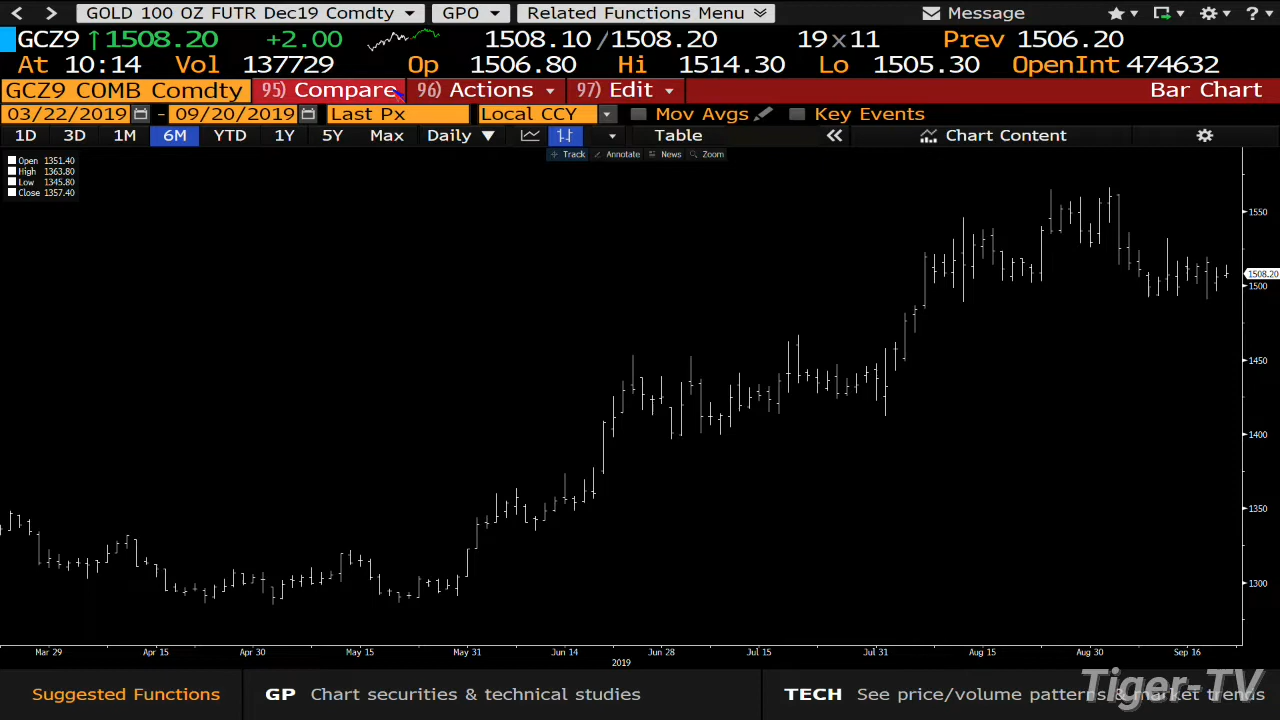 GOLD 100 OZ FUTR Dec19 Comdty GPO Related Functions Menu Message ?
GCZ9 ↑1508.20 +2.00 1508.10/1508.20 19x11 Prev 1506.20
At 10:14 Vol 137729 Op 1506.80 Hi 1514.30 Lo 1505.30 OpenInt 474632
GCZ9 COMB Comdty 95) Compare 96) Actions 97) Edit Bar Chart
03/22/2019 - 09/20/2019 Last Px Local CCY Mov Avgs Key Events
1D 3D 1M 6M YTD 1Y 5Y Max Daily ▼ Table Chart Content
Track Annotate News Zoom
Open 1351.40
High 1363.80
Low 1345.80
Close 1357.40
1550
1508.20
1500
1450
1400
1350
1300
Mar 29 Apr 15 Apr 30 May 15 May 31 Jun 14 Jun 28 Jul 15 Jul 31 Aug 15 Aug 30 Sep 16
2019
Suggested Functions GP Chart securities & technical studies TECH See price/volume patterns & market trends
Tiger-TV